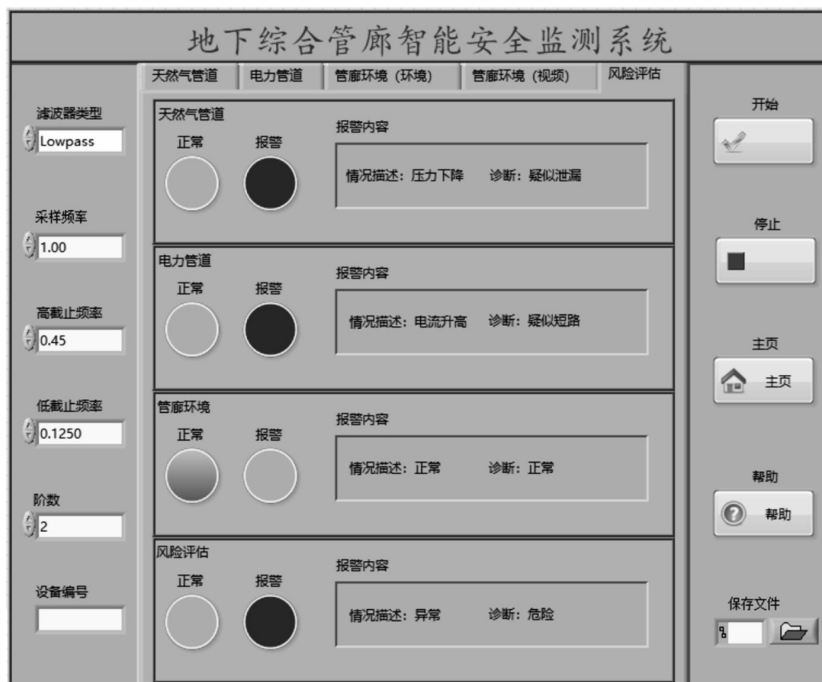 地下综合管廊智能安全监测系统
天然气管道 电力管道 管廊环境（环境） 管廊环境（视频） 风险评估
滤波器类型
Lowpass
采样频率
1.00
高截止频率
0.45
低截止频率
0.1250
阶数
2
设备编号
天然气管道
正常 报警 报警内容
情况描述：压力下降 诊断：疑似泄漏
电力管道
正常 报警 报警内容
情况描述：电流升高 诊断：疑似短路
管廊环境
正常 报警 报警内容
情况描述：正常 诊断：正常
风险评估
正常 报警 报警内容
情况描述：异常 诊断：危险
开始
停止
主页
主页
帮助
帮助
保存文件